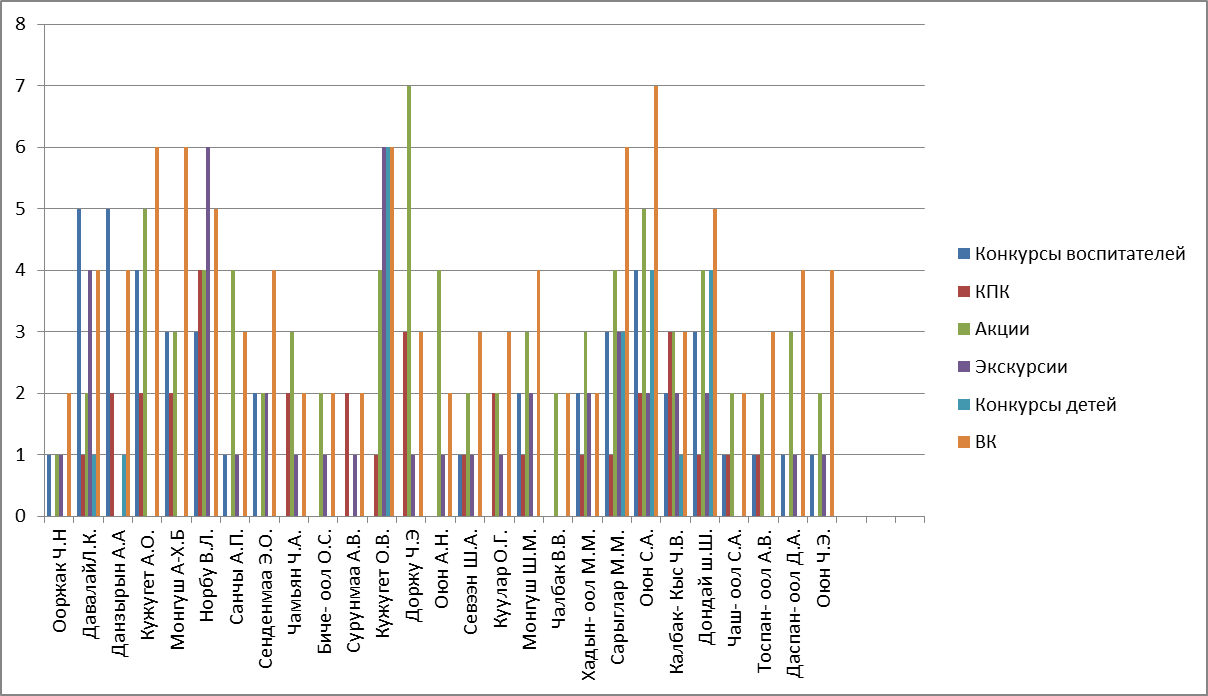 8
7
6
5
4
3
2
1
0
Ооржак Ч.Н
ДавалайЛ.К.
Данзырын А.А
Кужугет А.О.
Монгуш А-Х.Б
Норбу В.Л.
Санчы А.П.
Сенденмаа Э.О.
Чамьян Ч.А.
Биче- оол О.С.
Сурунмаа А.В.
Кужугет О.В.
Доржу Ч.Э
Оюн А.Н.
Севээн Ш.А.
Куулар О.Г.
Монгуш Ш.М.
Чалбак В.В.
Хадын- оол М.М.
Сарыглар М.М.
Оюн С.А.
Калбак- Кыс Ч.В.
Дондай ш.Ш.
Чаш- оол С.А.
Тоспан- оол А.В.
Даспан- оол Д.А.
Оюн Ч.Э.
Конкурсы воспитателей
КПК
Акции
Экскурсии
Конкурсы детей
ВК